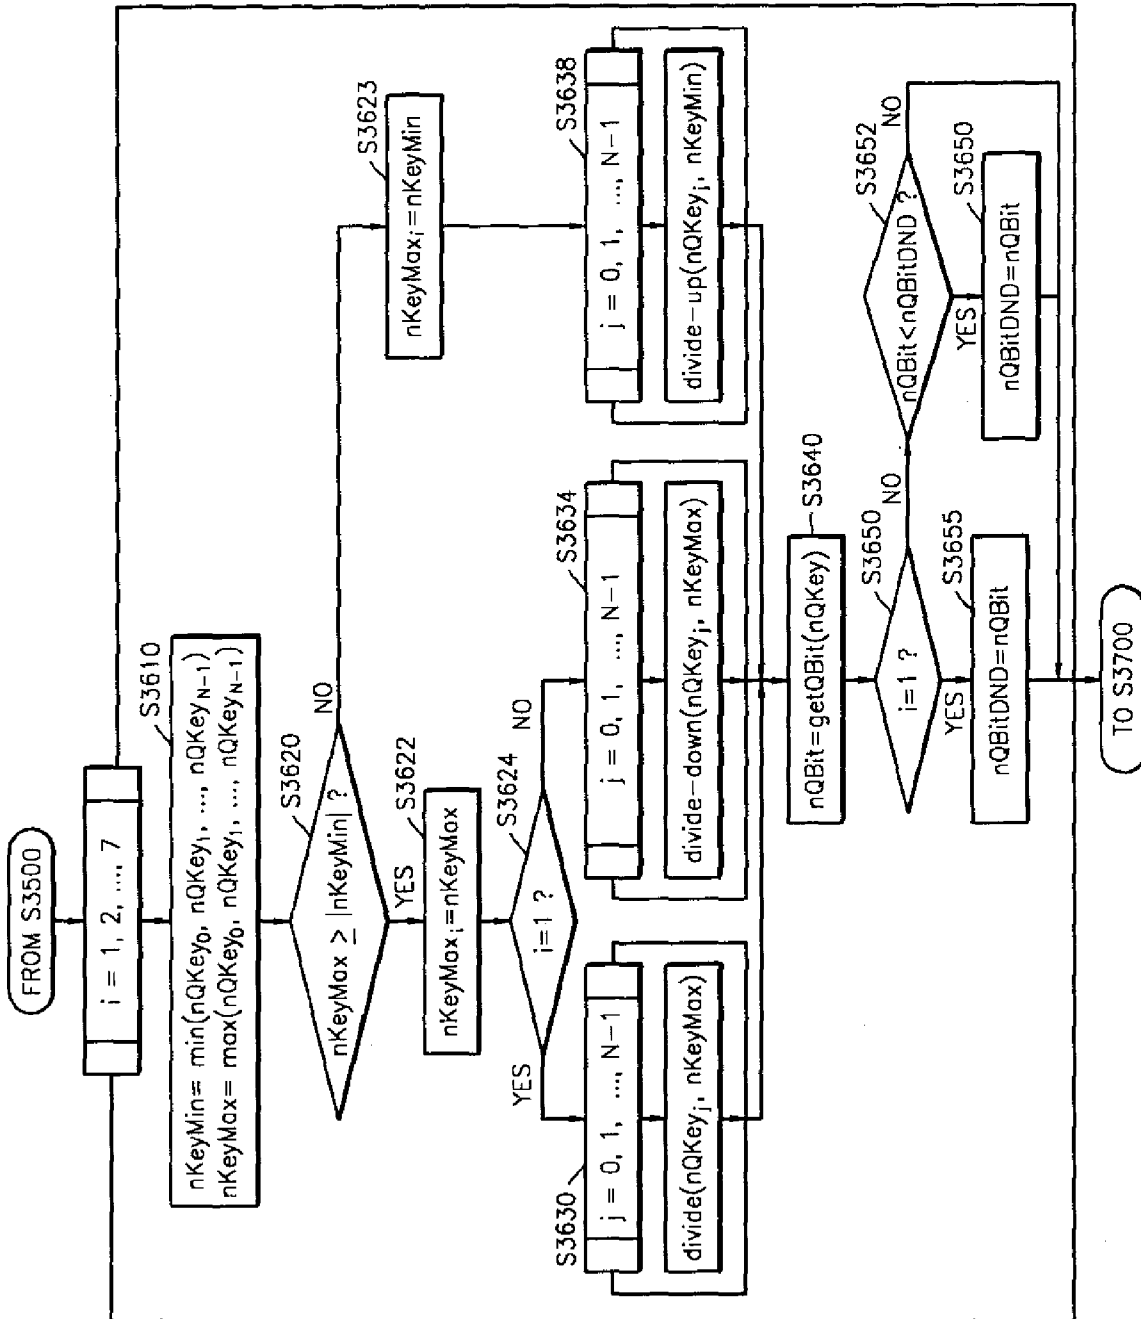 FROM S3500
i = 1, 2, ..., 7
S3610
nKeyMin= min(nQKey0, nQKey1, ..., nQKeyN-1)
nKeyMax= max(nQKey0, nQKey1, ..., nQKeyN-1)
S3620
nKeyMax ≥ |nKeyMin| ?
NO
YES
S3622
nKeyMaxi=nKeyMax
S3623
nKeyMaxi=nKeyMin
S3624
i=1 ?
YES
NO
S3630
j = 0, 1, ..., N-1
divide(nQKeyj, nKeyMax)
S3634
j = 0, 1, ..., N-1
divide-down(nQKeyj, nKeyMax)
S3638
j = 0, 1, ..., N-1
divide-up(nQKeyj, nKeyMin)
S3640
nQBit=getQBit(nQKey)
S3650
i=1 ?
NO
YES
S3655
nQBitDND=nQBit
S3652
nQBit<nQBitDND ?
NO
YES
S3650
nQBitDND=nQBit
TO S3700